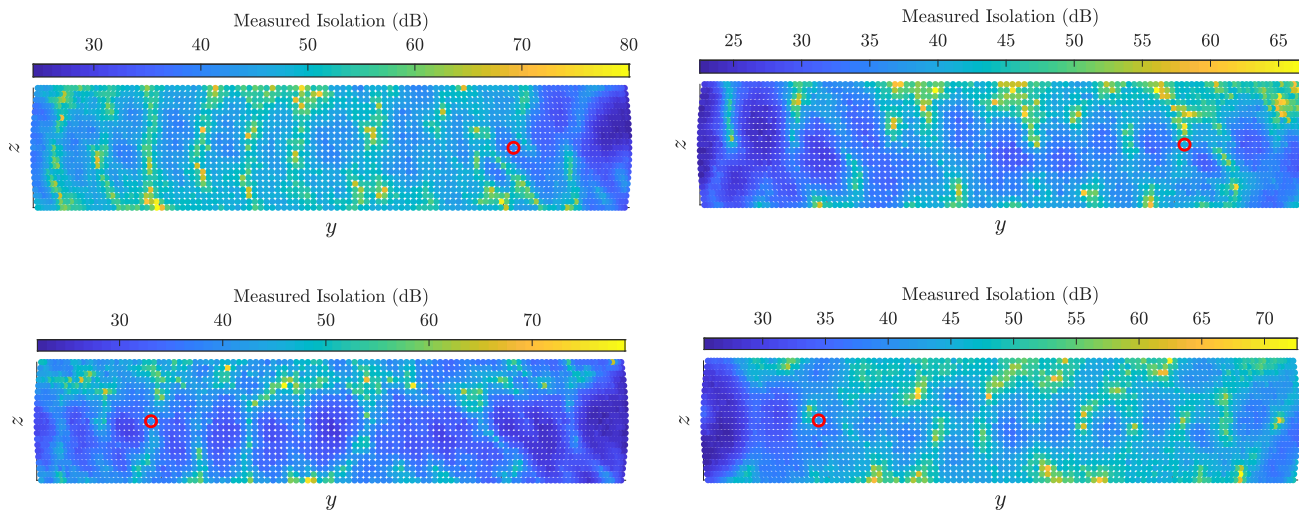 Measured Isolation (dB)
30 40 50 60 70 80
z
y
Measured Isolation (dB)
25 30 35 40 45 50 55 60 65
z
y
Measured Isolation (dB)
30 40 50 60 70
z
y
Measured Isolation (dB)
30 35 40 45 50 55 60 65 70
z
y